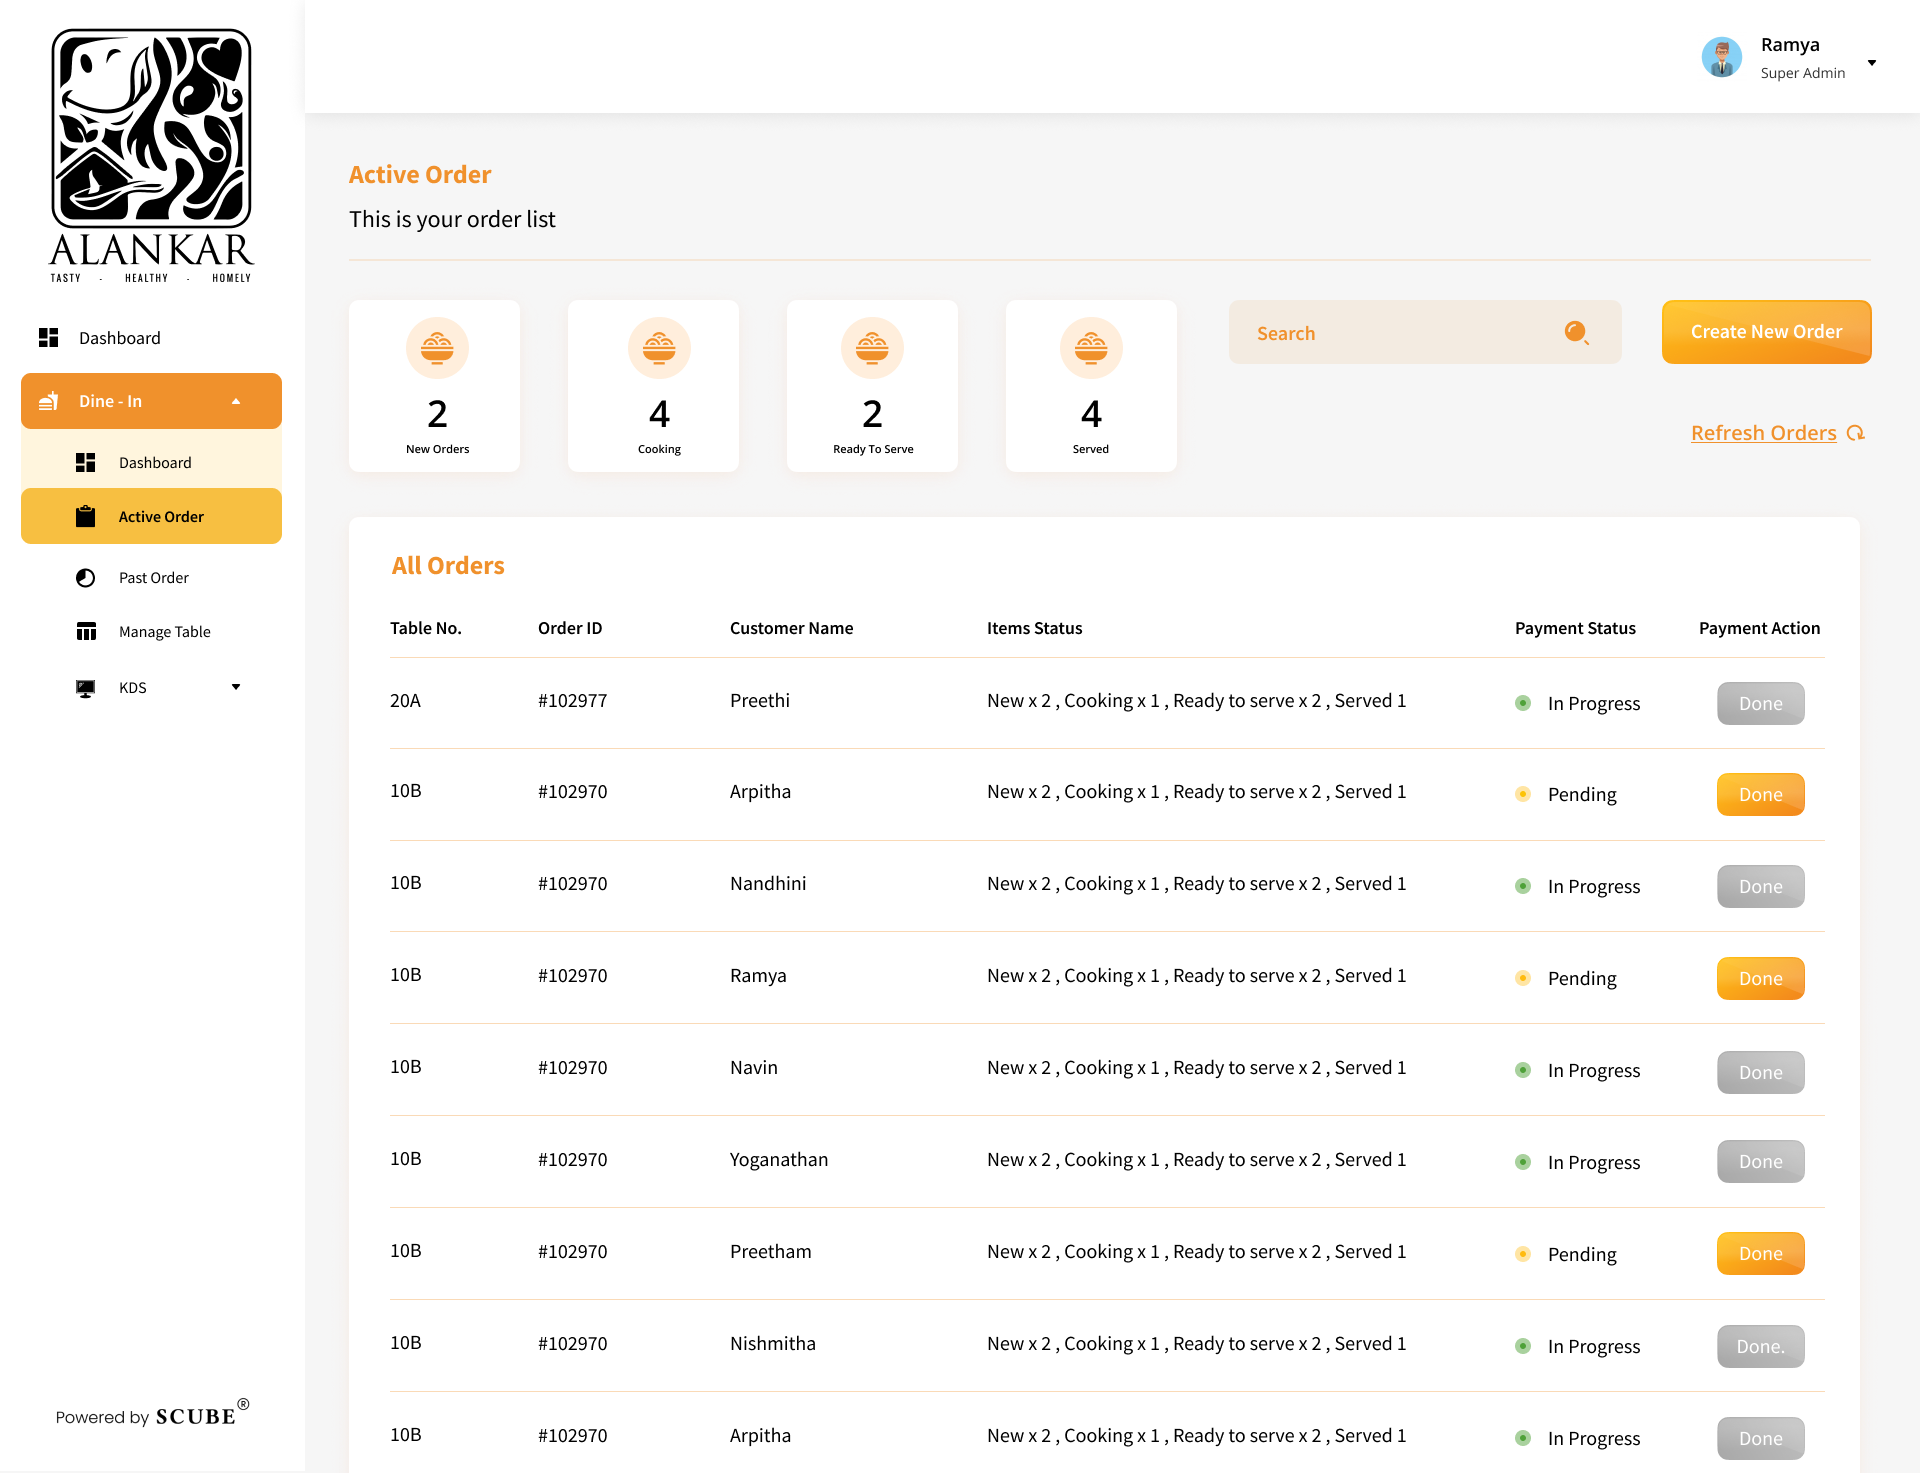 ALANKAR
TASTY - HEALTHY - HOMELY
Dashboard
Dine - In
Dashboard
Active Order
Past Order
Manage Table
KDS
Powered by SCUBE®
Ramya
Super Admin
Active Order
This is your order list
2
New Orders
4
Cooking
2
Ready To Serve
4
Served
Search
Create New Order
Refresh Orders
All Orders
Table No. Order ID Customer Name Items Status Payment Status Payment Action
20A #102977 Preethi New x 2 , Cooking x 1 , Ready to serve x 2 , Served 1 In Progress Done
10B #102970 Arpitha New x 2 , Cooking x 1 , Ready to serve x 2 , Served 1 Pending Done
10B #102970 Nandhini New x 2 , Cooking x 1 , Ready to serve x 2 , Served 1 In Progress Done
10B #102970 Ramya New x 2 , Cooking x 1 , Ready to serve x 2 , Served 1 Pending Done
10B #102970 Navin New x 2 , Cooking x 1 , Ready to serve x 2 , Served 1 In Progress Done
10B #102970 Yoganathan New x 2 , Cooking x 1 , Ready to serve x 2 , Served 1 In Progress Done
10B #102970 Preetham New x 2 , Cooking x 1 , Ready to serve x 2 , Served 1 Pending Done
10B #102970 Nishmitha New x 2 , Cooking x 1 , Ready to serve x 2 , Served 1 In Progress Done.
10B #102970 Arpitha New x 2 , Cooking x 1 , Ready to serve x 2 , Served 1 In Progress Done